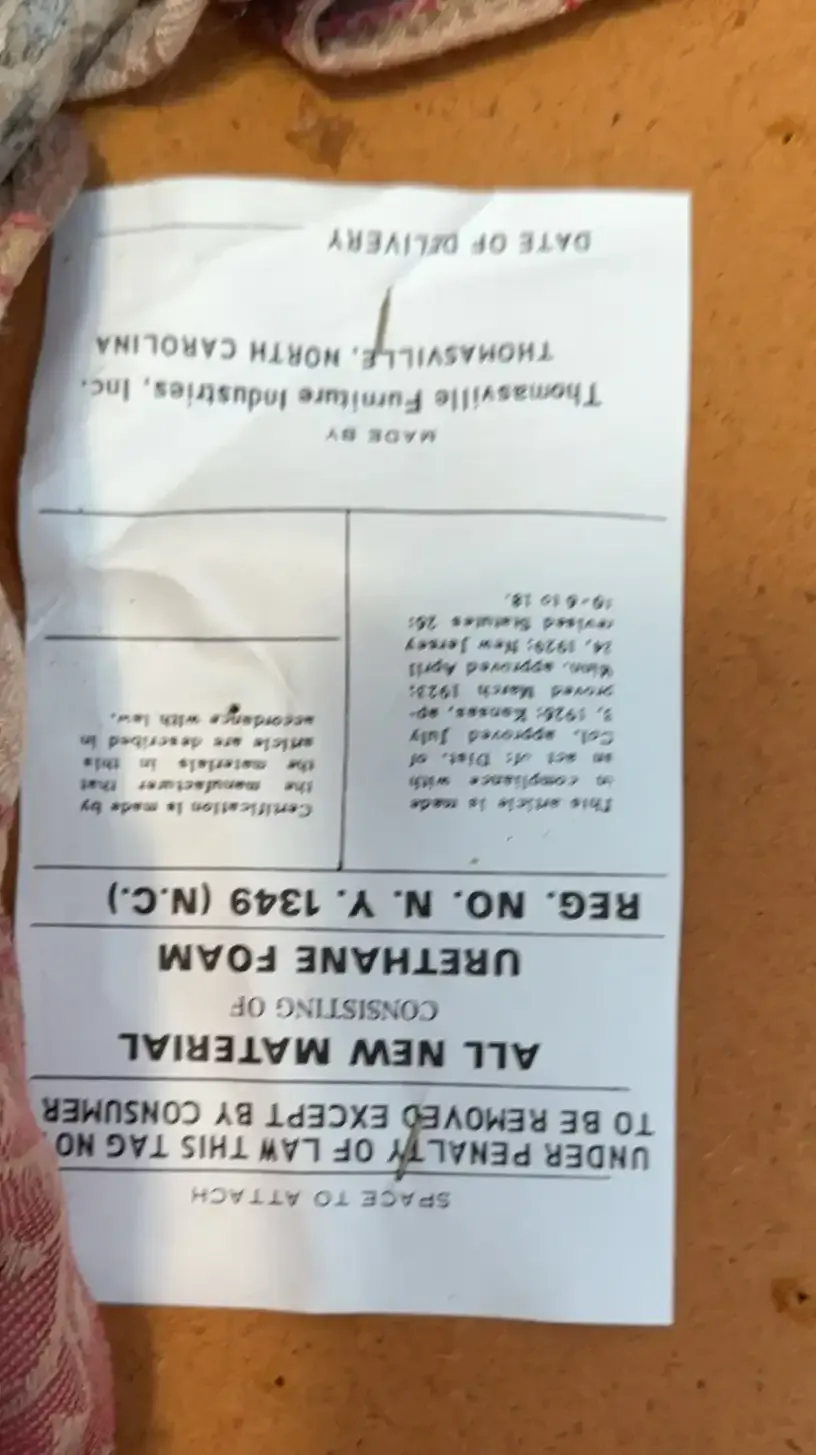 SPACE TO ATTACH
UNDER PENALTY OF LAW THIS TAG NOT
TO BE REMOVED EXCEPT BY CONSUMER
ALL NEW MATERIAL
CONSISTING OF
URETHANE FOAM
REG. NO. N. Y. 1349 (N.C.)
This article is made
in compliance with
an act of: Dist. of
Col. approved July
3, 1926; Kansas, ap-
proved March 1923;
Minn. approved April
24, 1929; New Jersey
revised Statutes 26:
10-6 to 18.
Certification is made by
the manufacturer that
the materials in this
article are described in
accordance with law.
MADE BY
Thomasville Furniture Industries, Inc.
THOMASVILLE, NORTH CAROLINA
DATE OF DELIVERY